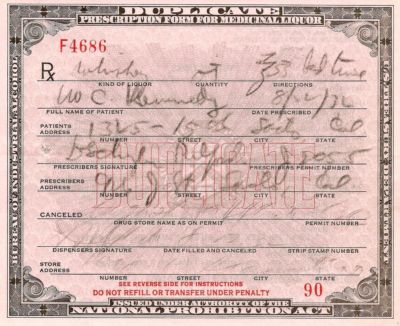 DUPLICATE
PRESCRIPTION FORM FOR MEDICINAL LIQUOR
F4686
Rx Whiskey
KIND OF LIQUOR QUANTITY DIRECTIONS
Kennedy
FULL NAME OF PATIENT DATE PRESCRIBED
PATIENTS ADDRESS Cal
NUMBER STREET CITY STATE
PRESCRIBERS SIGNATURE PRESCRIBERS PERMIT NUMBER
PRESCRIBERS ADDRESS Cal
NUMBER STREET CITY STATE
DUPLICATE
CANCELED
DRUG STORE NAME AS ON PERMIT PERMIT NUMBER
DISPENSERS SIGNATURE DATE FILLED AND CANCELED STRIP STAMP NUMBER
STORE ADDRESS
NUMBER STREET CITY STATE
SEE REVERSE SIDE FOR INSTRUCTIONS
DO NOT REFILL OR TRANSFER UNDER PENALTY 90
ISSUED UNDER AUTHORITY OF THE
NATIONAL PROHIBITION ACT
BUREAU OF INDUSTRIAL ALCOHOL
U.S. TREASURY DEPARTMENT